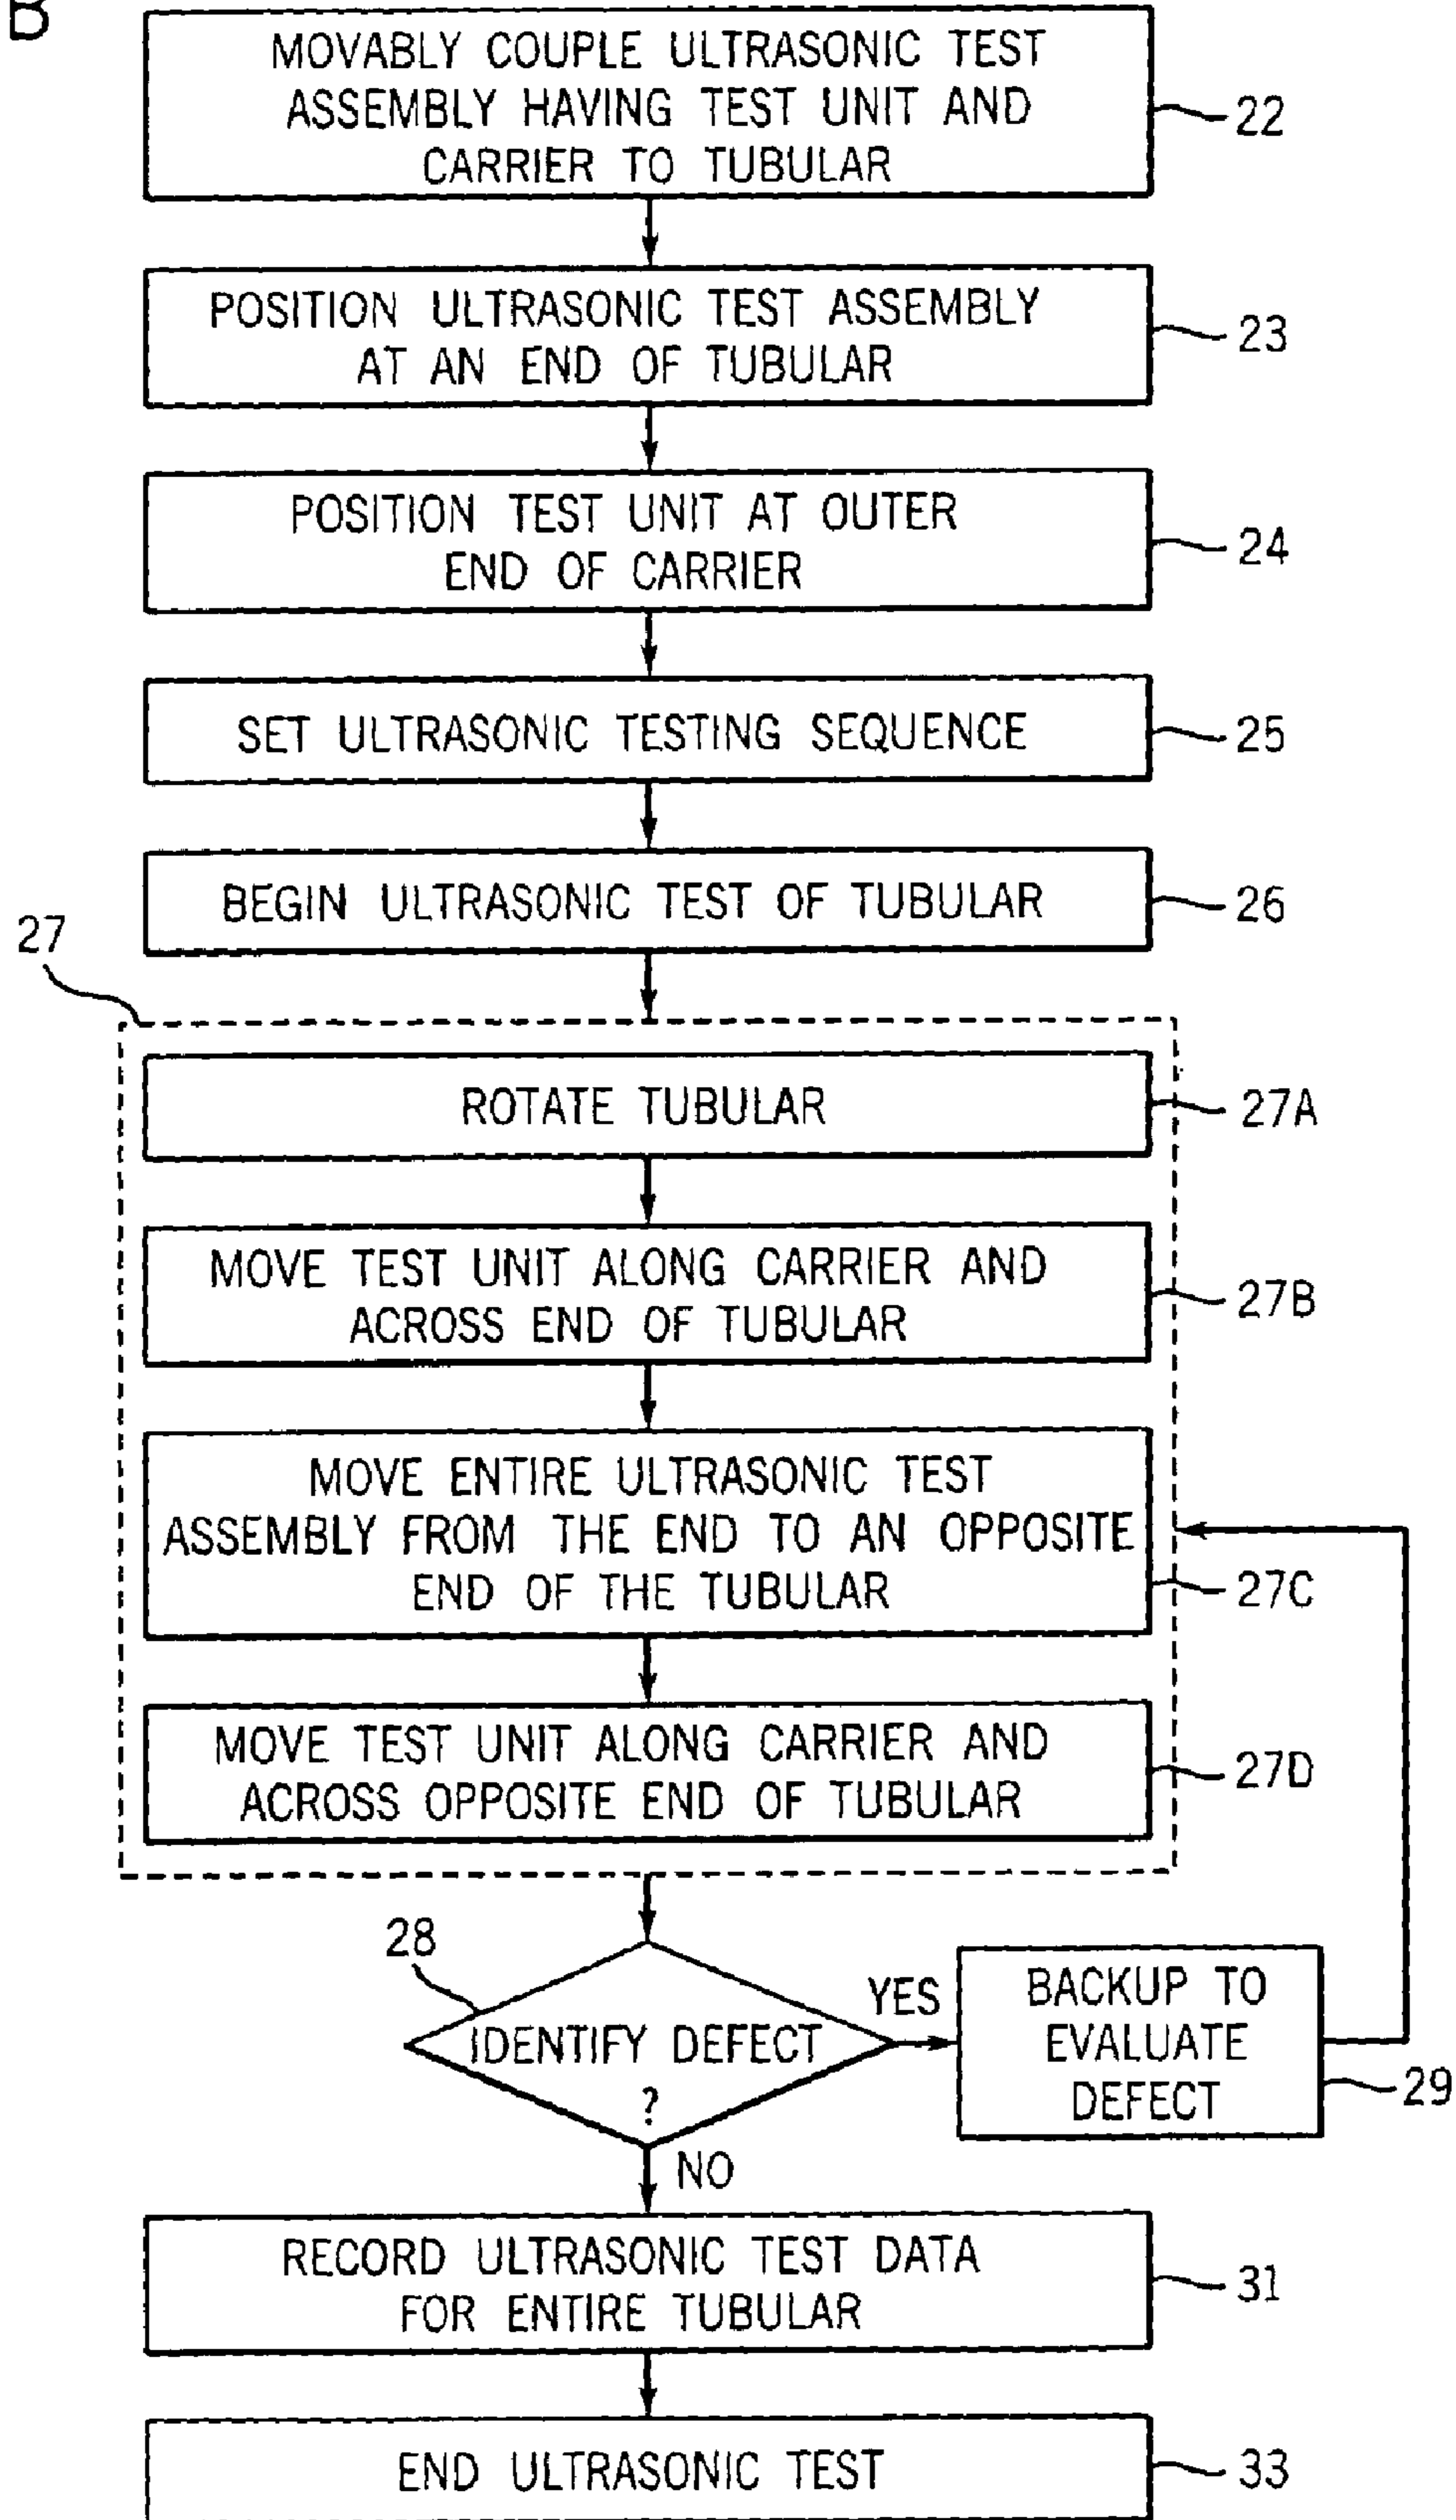 B
MOVABLY COUPLE ULTRASONIC TEST
ASSEMBLY HAVING TEST UNIT AND
CARRIER TO TUBULAR
22
POSITION ULTRASONIC TEST ASSEMBLY
AT AN END OF TUBULAR
23
POSITION TEST UNIT AT OUTER
END OF CARRIER
24
SET ULTRASONIC TESTING SEQUENCE
25
BEGIN ULTRASONIC TEST OF TUBULAR
26
27
ROTATE TUBULAR
27A
MOVE TEST UNIT ALONG CARRIER AND
ACROSS END OF TUBULAR
27B
MOVE ENTIRE ULTRASONIC TEST
ASSEMBLY FROM THE END TO AN OPPOSITE
END OF THE TUBULAR
27C
MOVE TEST UNIT ALONG CARRIER AND
ACROSS OPPOSITE END OF TUBULAR
27D
28
IDENTIFY DEFECT
?
YES
BACKUP TO
EVALUATE
DEFECT
29
NO
RECORD ULTRASONIC TEST DATA
FOR ENTIRE TUBULAR
31
END ULTRASONIC TEST
33